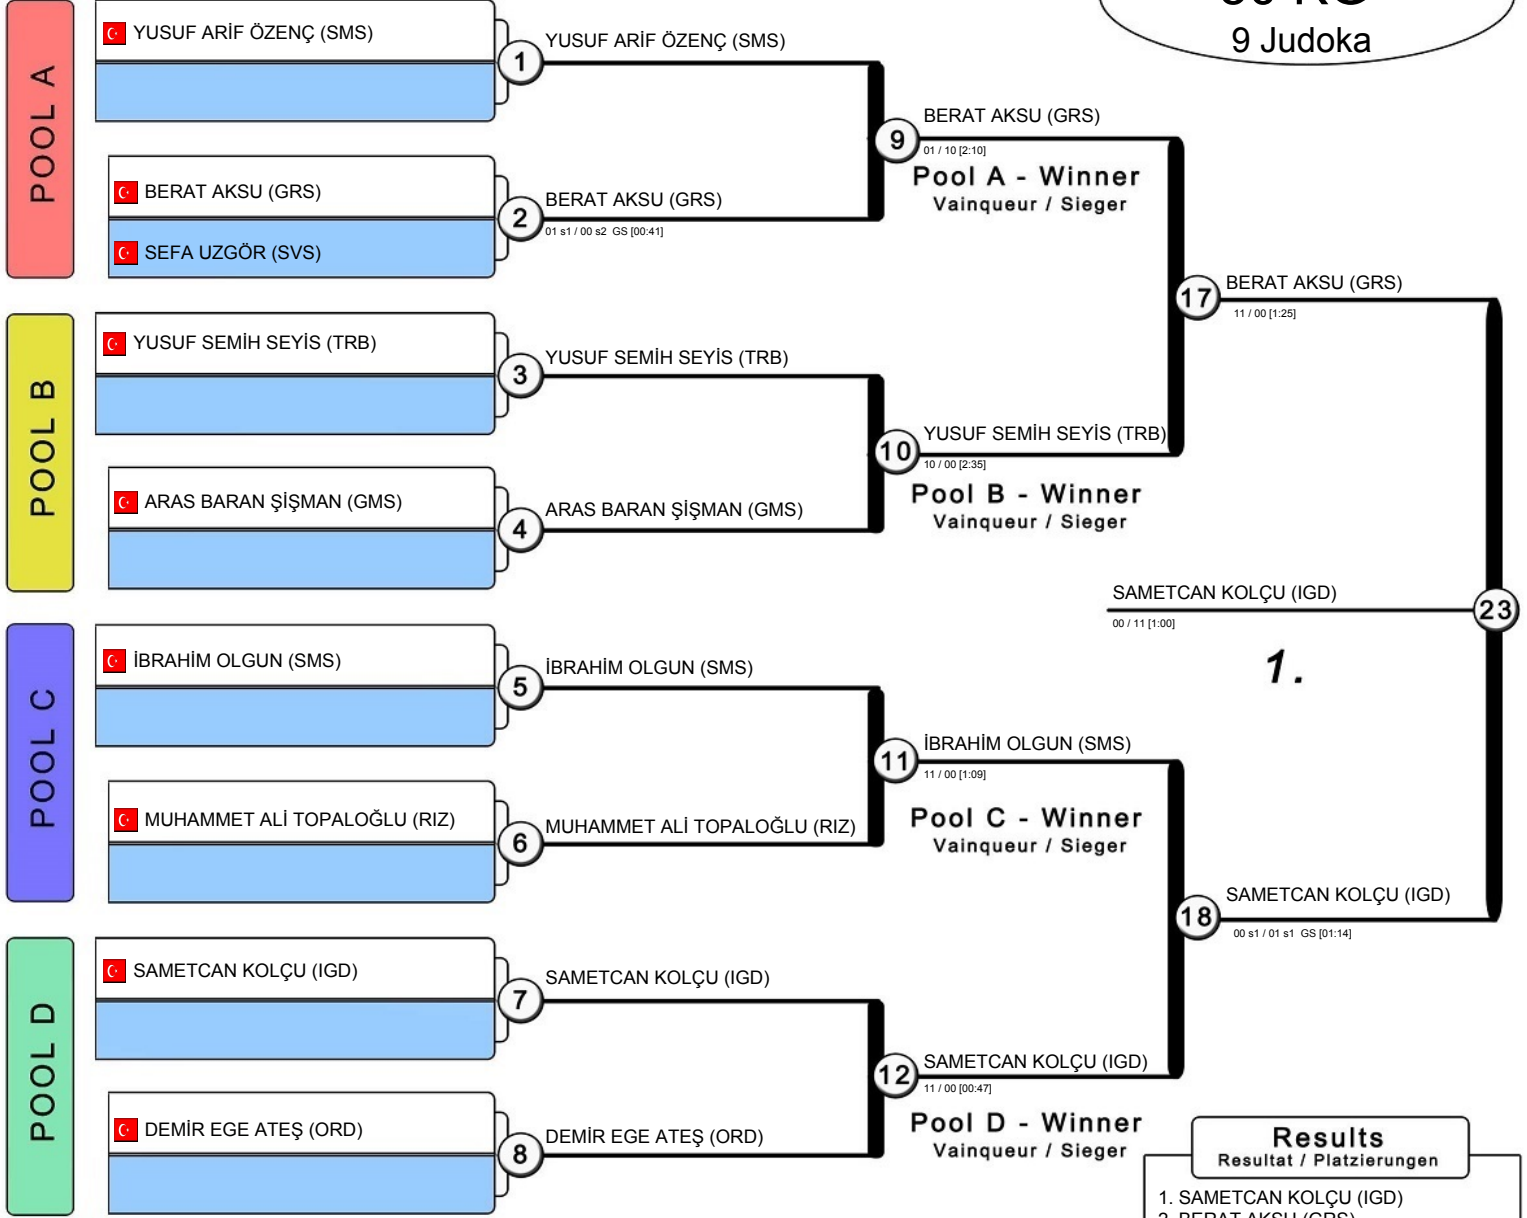 9 Judoka
POOL A
YUSUF ARİF ÖZENÇ (SMS)
1
YUSUF ARİF ÖZENÇ (SMS)
BERAT AKSU (GRS)
SEFA UZGÖR (SVS)
2
BERAT AKSU (GRS)
01 s1 / 00 s2 GS [00:41]
9
BERAT AKSU (GRS)
01 / 10 [2:10]
Pool A - Winner
Vainqueur / Sieger
POOL B
YUSUF SEMİH SEYİS (TRB)
3
YUSUF SEMİH SEYİS (TRB)
ARAS BARAN ŞİŞMAN (GMS)
4
ARAS BARAN ŞİŞMAN (GMS)
10
YUSUF SEMİH SEYİS (TRB)
10 / 00 [2:35]
Pool B - Winner
Vainqueur / Sieger
17
BERAT AKSU (GRS)
11 / 00 [1:25]
SAMETCAN KOLÇU (IGD)
00 / 11 [1:00]
23
1.
POOL C
İBRAHİM OLGUN (SMS)
5
İBRAHİM OLGUN (SMS)
MUHAMMET ALİ TOPALOĞLU (RIZ)
6
MUHAMMET ALİ TOPALOĞLU (RIZ)
11
İBRAHİM OLGUN (SMS)
11 / 00 [1:09]
Pool C - Winner
Vainqueur / Sieger
18
SAMETCAN KOLÇU (IGD)
00 s1 / 01 s1 GS [01:14]
POOL D
SAMETCAN KOLÇU (IGD)
7
SAMETCAN KOLÇU (IGD)
DEMİR EGE ATEŞ (ORD)
8
DEMİR EGE ATEŞ (ORD)
12
SAMETCAN KOLÇU (IGD)
11 / 00 [00:47]
Pool D - Winner
Vainqueur / Sieger
Results
Resultat / Platzierungen
1. SAMETCAN KOLÇU (IGD)
2. BERAT AKSU (GRS)